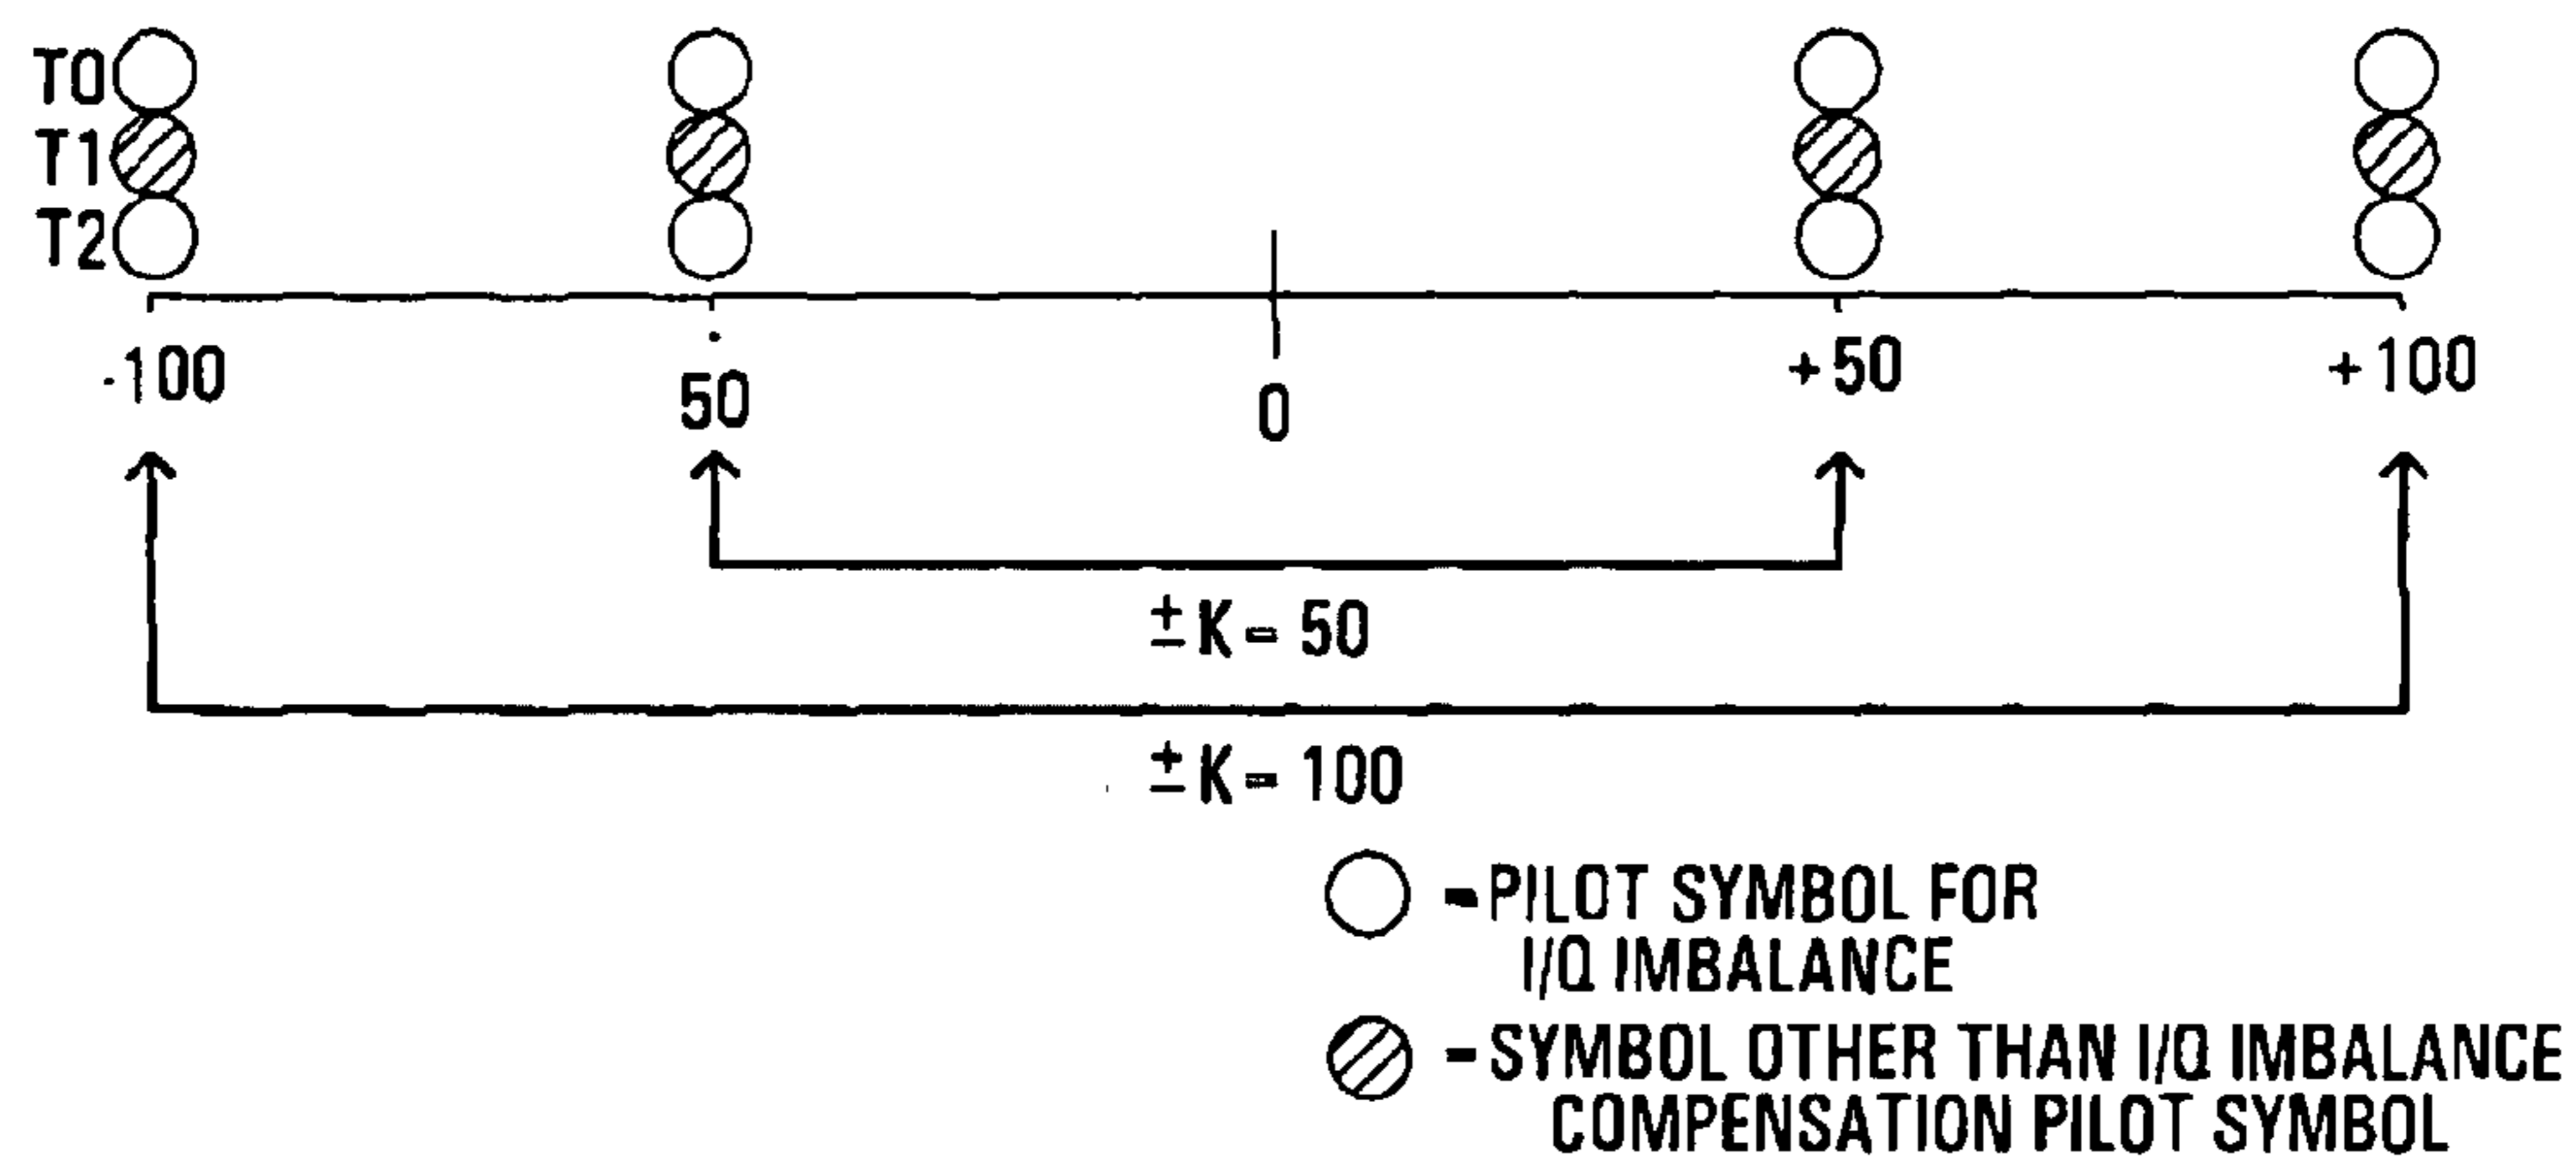 T0
T1
T2
-100
-
50
0
+50
+100
±K=50
±K=100
-PILOT SYMBOL FOR
I/Q IMBALANCE
-SYMBOL OTHER THAN I/Q IMBALANCE
COMPENSATION PILOT SYMBOL